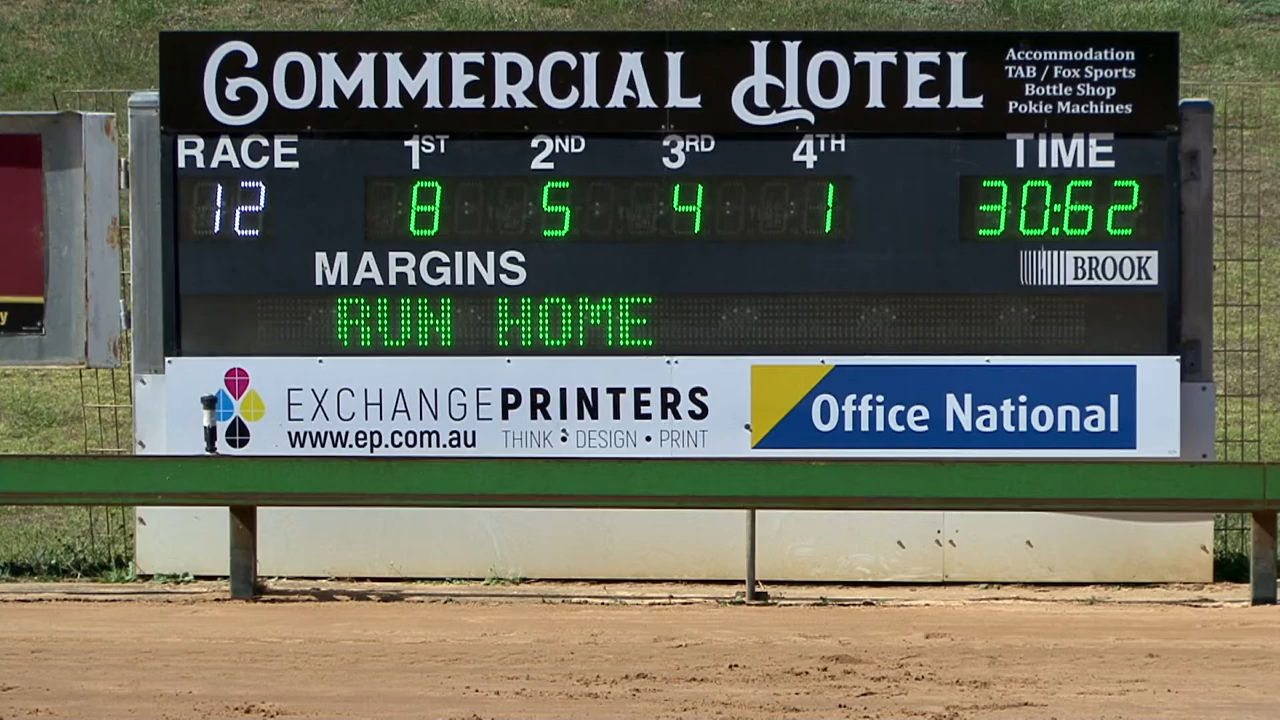 COMMERCIAL HOTEL
Accommodation
TAB / Fox Sports
Bottle Shop
Pokie Machines
RACE 1ST 2ND 3RD 4TH TIME
12 8 5 4 1 30:62
MARGINS
BROOK
RUN HOME
EXCHANGEPRINTERS
www.ep.com.au THINK • DESIGN • PRINT
Office National
y